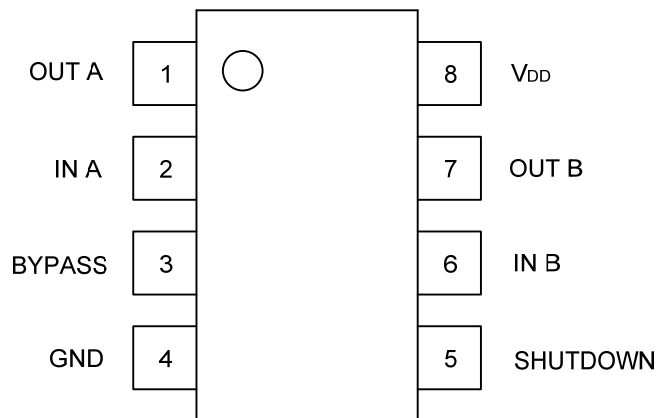 OUT A 1 8 VDD
IN A 2 7 OUT B
BYPASS 3 6 IN B
GND 4 5 SHUTDOWN